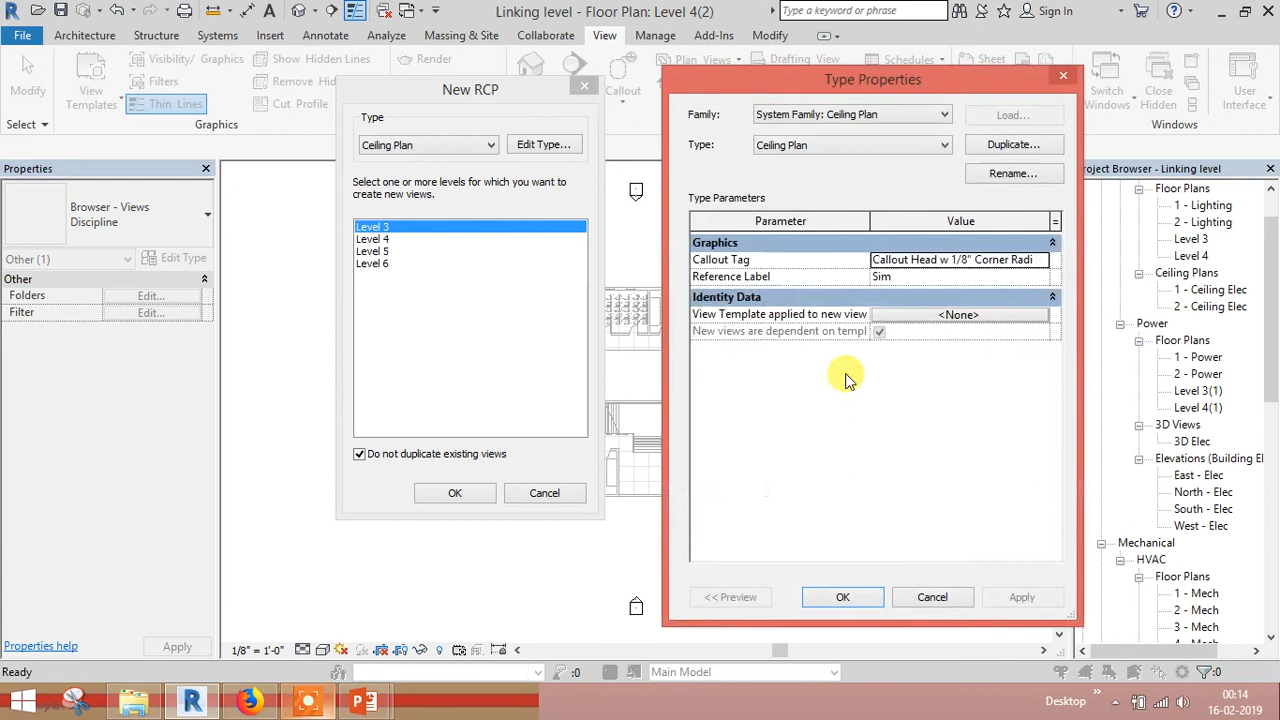 Linking level - Floor Plan: Level 4(2)
Type a keyword or phrase
Sign In
File
Architecture
Structure
Systems
Insert
Annotate
Analyze
Massing & Site
Collaborate
View
Manage
Add-Ins
Modify
Modify
Select
View Templates
Visibility/ Graphics
Filters
Thin Lines
Show Hidden Lines
Remove Hid
Cut Profile
Graphics
Render
Callout
Plan Views
Drafting View
Schedules
Sheet
Switch Windows
Close Hidden
User Interface
Windows
Properties
Browser - Views
Discipline
Other (1)
Edit Type
Other
Folders
Edit...
Filter
Edit...
Properties help
Apply
New RCP
Type
Ceiling Plan
Edit Type...
Select one or more levels for which you want to
create new views.
Level 3
Level 4
Level 5
Level 6
Do not duplicate existing views
OK
Cancel
Type Properties
Family:
System Family: Ceiling Plan
Load...
Type:
Ceiling Plan
Duplicate...
Rename...
Type Parameters
Parameter
Value
=
Graphics
Callout Tag
Callout Head w 1/8" Corner Radi
Reference Label
Sim
Identity Data
View Template applied to new view
<None>
New views are dependent on templ
<< Preview
OK
Cancel
Apply
roject Browser - Linking level
Floor Plans
1 - Lighting
2 - Lighting
Level 3
Level 4
Ceiling Plans
1 - Ceiling Elec
2 - Ceiling Elec
Power
Floor Plans
1 - Power
2 - Power
Level 3(1)
Level 4(1)
3D Views
3D Elec
Elevations (Building El
East - Elec
North - Elec
South - Elec
West - Elec
Mechanical
HVAC
Floor Plans
1 - Mech
2 - Mech
3 - Mech
1/8" = 1'-0"
Ready
:0
Main Model
:0
Desktop
00:14
16-02-2019